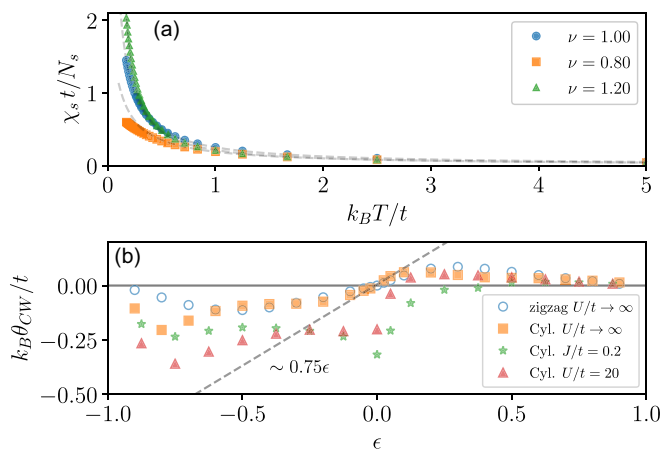 (a)
χ_s t/N_s
2
1
0
ν = 1.00
ν = 0.80
ν = 1.20
0 1 2 3 4 5
k_B T/t
(b)
k_B θ_CW/t
0.00
−0.25
−0.50
∼ 0.75ϵ
zigzag U/t → ∞
Cyl. U/t → ∞
Cyl. J/t = 0.2
Cyl. U/t = 20
−1.0 −0.5 0.0 0.5 1.0
ϵ